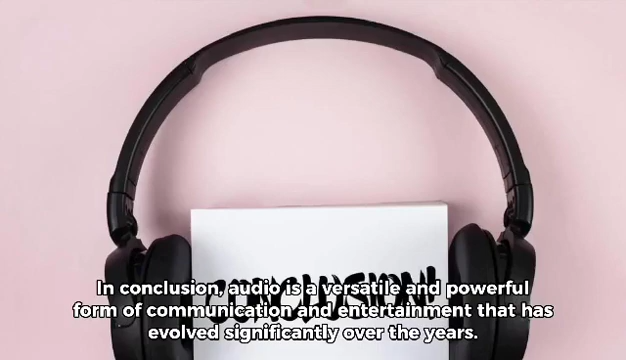 CONCLUSION!
In conclusion, audio is a versatile and powerful
form of communication and entertainment that has
evolved significantly over the years.